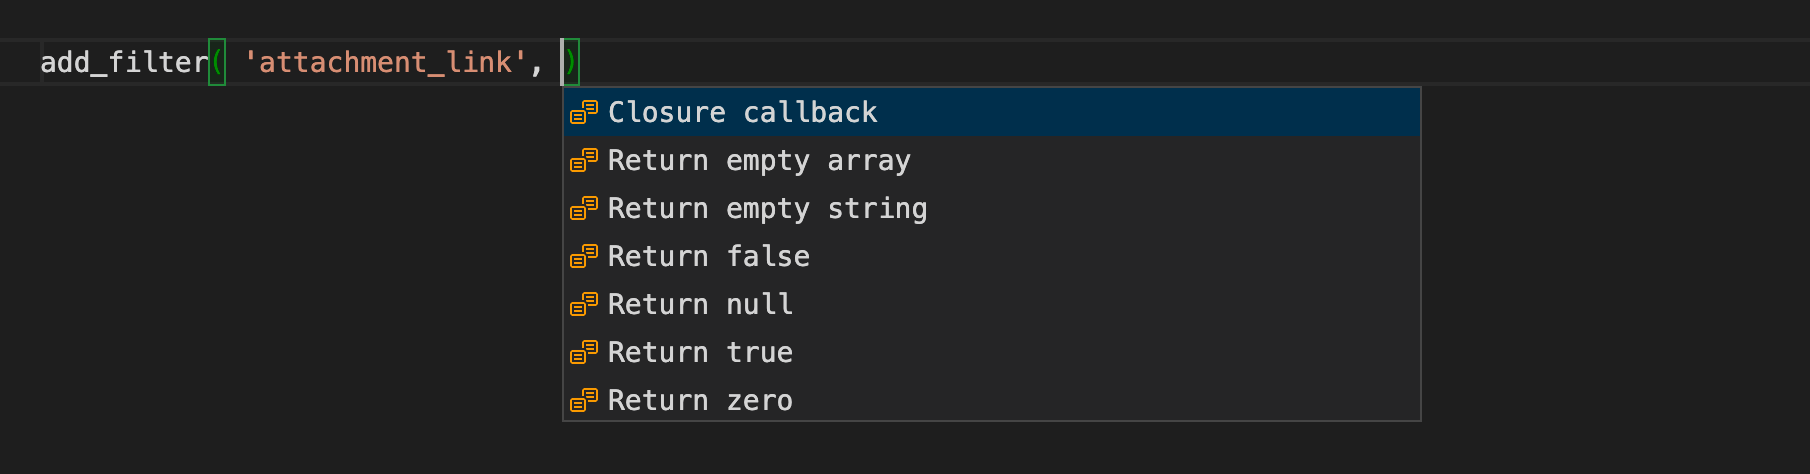 add_filter( 'attachment_link', )
Closure callback
Return empty array
Return empty string
Return false
Return null
Return true
Return zero